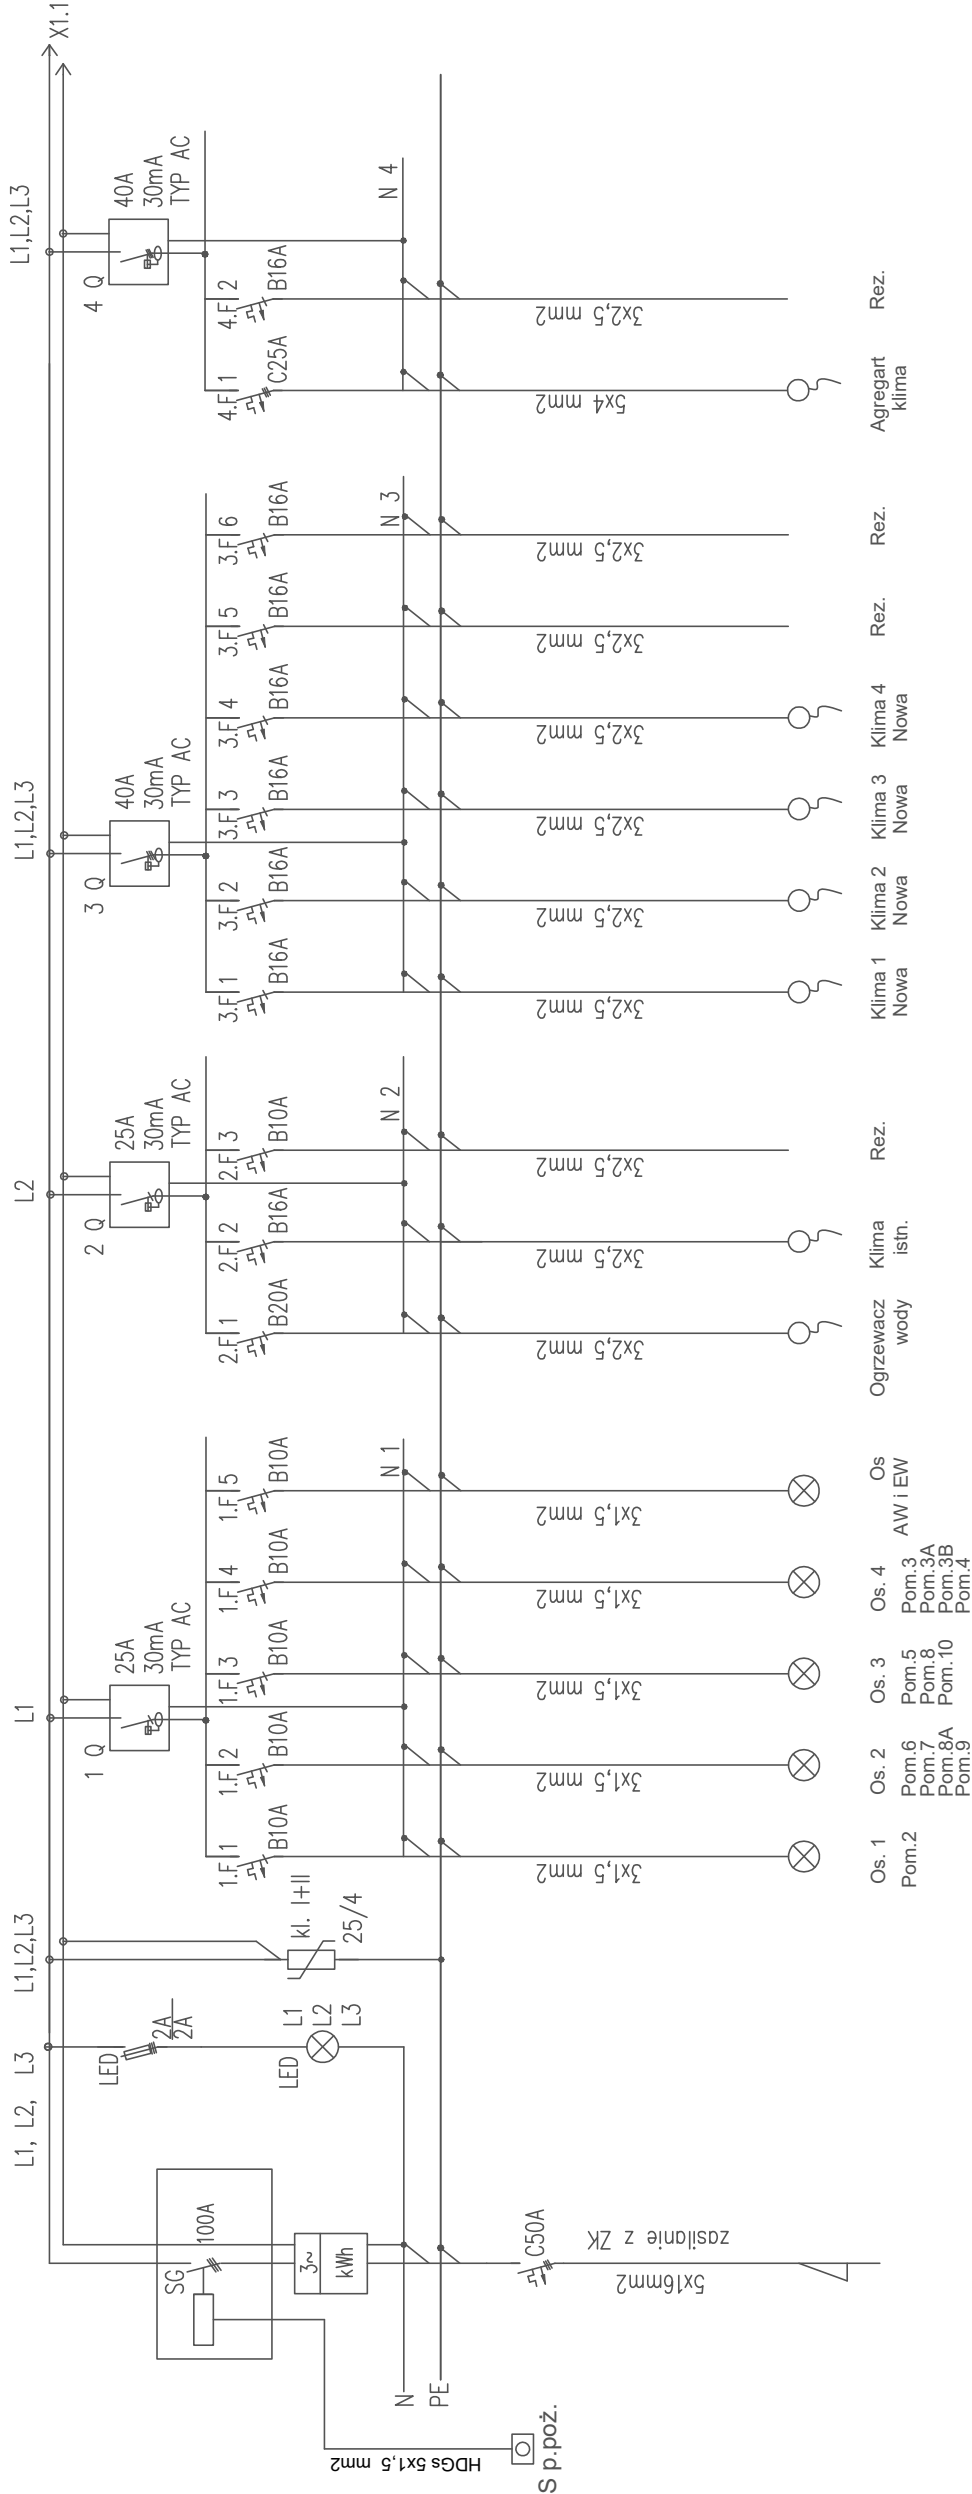 L1, L2, L3
L1,L2,L3
L1
L2
L1,L2,L3
L1,L2,L3
X1.1
SG
100A
3~
kWh
C50A
zasilanie z ZK
5x16mm2
N
PE
HDGs 5x1,5 mm2
S p.poż.
LED
2A
2A
LED
L1
L2
L3
kl. I+II
25/4
1 Q
25A
30mA
TYP AC
1.F 1
B10A
1.F 2
B10A
1.F 3
B10A
1.F 4
B10A
1.F 5
B10A
N 1
3x1,5 mm2
3x1,5 mm2
3x1,5 mm2
3x1,5 mm2
3x1,5 mm2
Os. 1
Pom.2
Os. 2
Pom.6
Pom.7
Pom.8A
Pom.9
Os. 3
Pom.5
Pom.8
Pom.10
Os. 4
Pom.3
Pom.3A
Pom.3B
Pom.4
Os
AW i EW
2 Q
25A
30mA
TYP AC
2.F 1
B20A
2.F 2
B16A
2.F 3
B10A
N 2
3x2,5 mm2
3x2,5 mm2
3x2,5 mm2
Ogrzewacz
wody
Klima
istn.
Rez.
3 Q
40A
30mA
TYP AC
3.F 1
B16A
3.F 2
B16A
3.F 3
B16A
3.F 4
B16A
3.F 5
B16A
3.F 6
B16A
N 3
3x2,5 mm2
3x2,5 mm2
3x2,5 mm2
3x2,5 mm2
3x2,5 mm2
3x2,5 mm2
Klima 1
Nowa
Klima 2
Nowa
Klima 3
Nowa
Klima 4
Nowa
Rez.
Rez.
4 Q
40A
30mA
TYP AC
4.F 1
C25A
4.F 2
B16A
N 4
5x4 mm2
3x2,5 mm2
Agregart
klima
Rez.